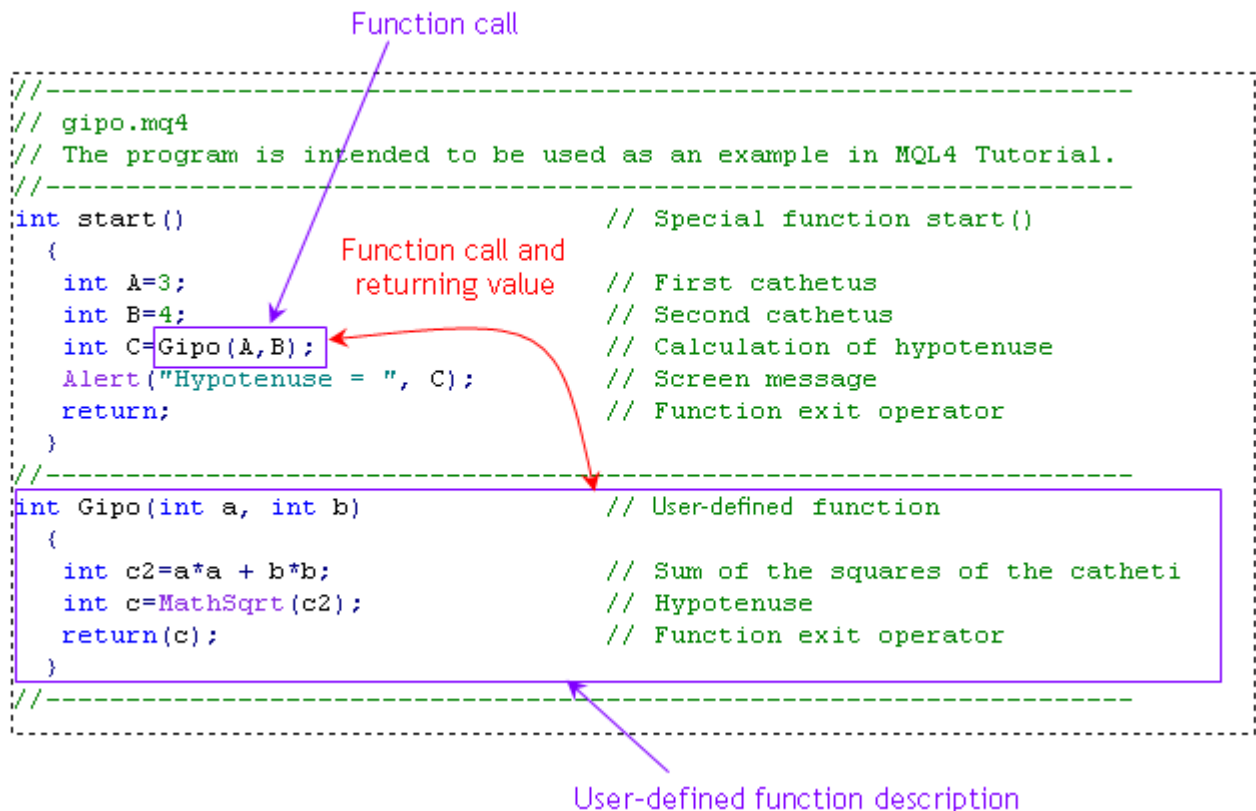 Function call
//--------------------------------------------------------------------
// gipo.mq4
// The program is intended to be used as an example in MQL4 Tutorial.
//--------------------------------------------------------------------
int start()                          // Special function start()
  {
Function call and
returning value
   int A=3;                          // First cathetus
   int B=4;                          // Second cathetus
   int C=Gipo(A,B);                  // Calculation of hypotenuse
   Alert("Hypotenuse = ", C);        // Screen message
   return;                           // Function exit operator
  }
//--------------------------------------------------------------------
int Gipo(int a, int b)               // User-defined function
  {
   int c2=a*a + b*b;                 // Sum of the squares of the catheti
   int c=MathSqrt(c2);               // Hypotenuse
   return(c);                        // Function exit operator
  }
//--------------------------------------------------------------------
User-defined function description